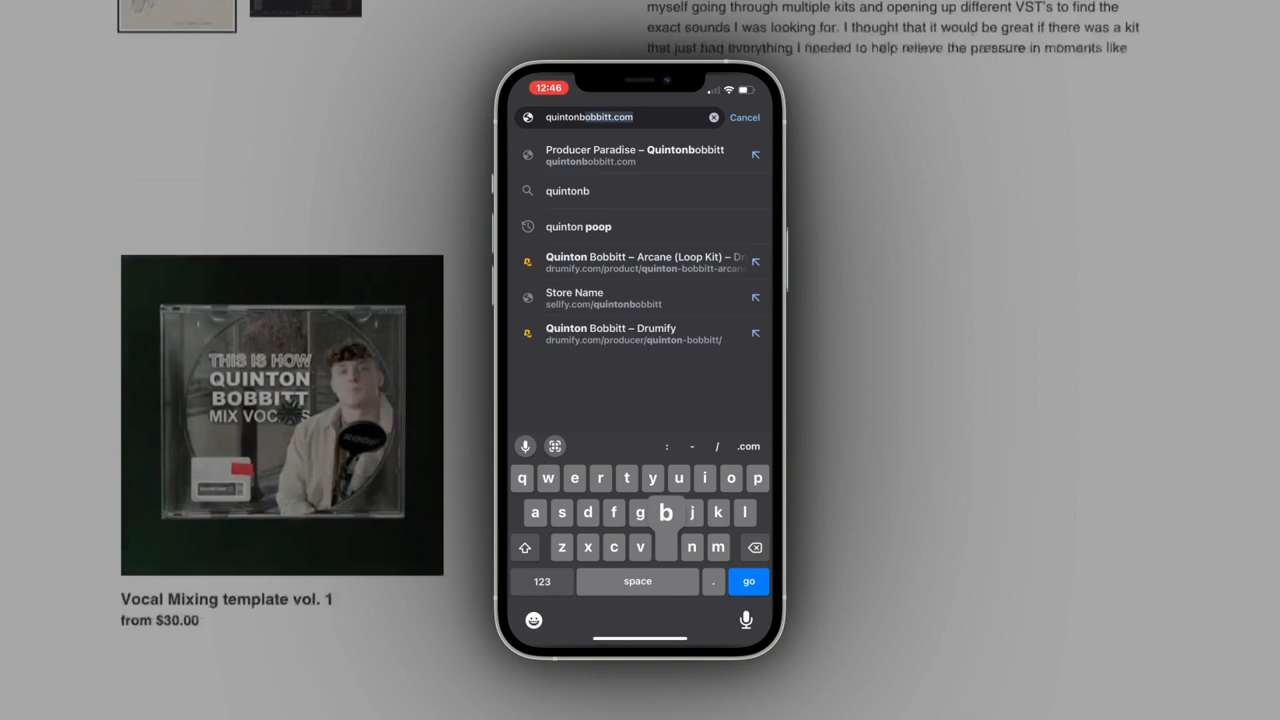 myself going through multiple kits and opening up different VST's to find the
exact sounds I was looking for. I thought that it would be great if there was a kit
that just had everything I needed to help relieve the pressure in moments like
12:46
quintonbobbitt.com
Cancel
Producer Paradise – Quintonbobbitt
quintonbobbitt.com
quintonb
quinton poop
Quinton Bobbitt – Arcane (Loop Kit) – D
drumify.com/product/quinton-bobbitt-arcane
Store Name
sellfy.com/quintonbobbitt
Quinton Bobbitt – Drumify
drumify.com/producer/quinton-bobbitt/
: - / .com
q w e r t y u i o p
a s d f g b j k l
z x c v n m
123 space . go
THIS IS HOW
QUINTON
BOBBITT
MIX VOC S
Vocal Mixing template vol. 1
from $30.00